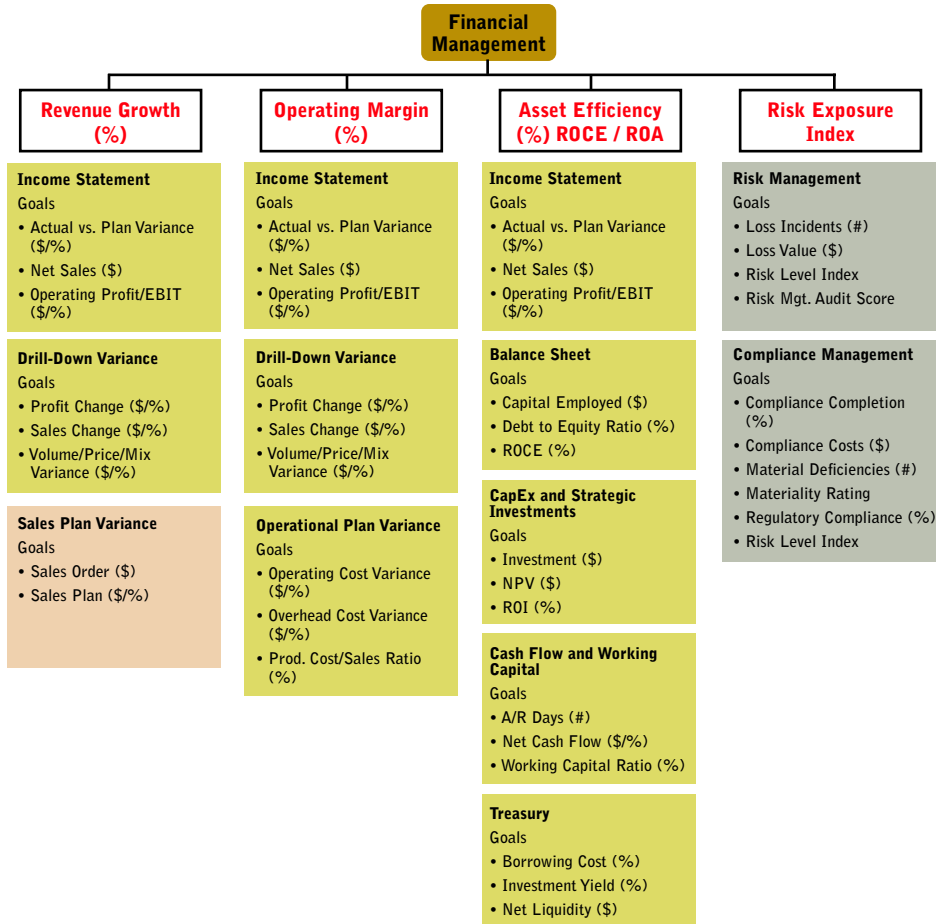 Financial
Management
Revenue Growth
(%)
Income Statement
Goals
• Actual vs. Plan Variance
($/%)
• Net Sales ($)
• Operating Profit/EBIT
($/%)
Drill-Down Variance
Goals
• Profit Change ($/%)
• Sales Change ($/%)
• Volume/Price/Mix
Variance ($/%)
Sales Plan Variance
Goals
• Sales Order ($)
• Sales Plan ($/%)
Operating Margin
(%)
Income Statement
Goals
• Actual vs. Plan Variance
($/%)
• Net Sales ($)
• Operating Profit/EBIT
($/%)
Drill-Down Variance
Goals
• Profit Change ($/%)
• Sales Change ($/%)
• Volume/Price/Mix
Variance ($/%)
Operational Plan Variance
Goals
• Operating Cost Variance
($/%)
• Overhead Cost Variance
($/%)
• Prod. Cost/Sales Ratio
(%)
Asset Efficiency
(%) ROCE / ROA
Income Statement
Goals
• Actual vs. Plan Variance
($/%)
• Net Sales ($)
• Operating Profit/EBIT
($/%)
Balance Sheet
Goals
• Capital Employed ($)
• Debt to Equity Ratio (%)
• ROCE (%)
CapEx and Strategic
Investments
Goals
• Investment ($)
• NPV ($)
• ROI (%)
Cash Flow and Working
Capital
Goals
• A/R Days (#)
• Net Cash Flow ($/%)
• Working Capital Ratio (%)
Treasury
Goals
• Borrowing Cost (%)
• Investment Yield (%)
• Net Liquidity ($)
Risk Exposure
Index
Risk Management
Goals
• Loss Incidents (#)
• Loss Value ($)
• Risk Level Index
• Risk Mgt. Audit Score
Compliance Management
Goals
• Compliance Completion
(%)
• Compliance Costs ($)
• Material Deficiencies (#)
• Materiality Rating
• Regulatory Compliance (%)
• Risk Level Index